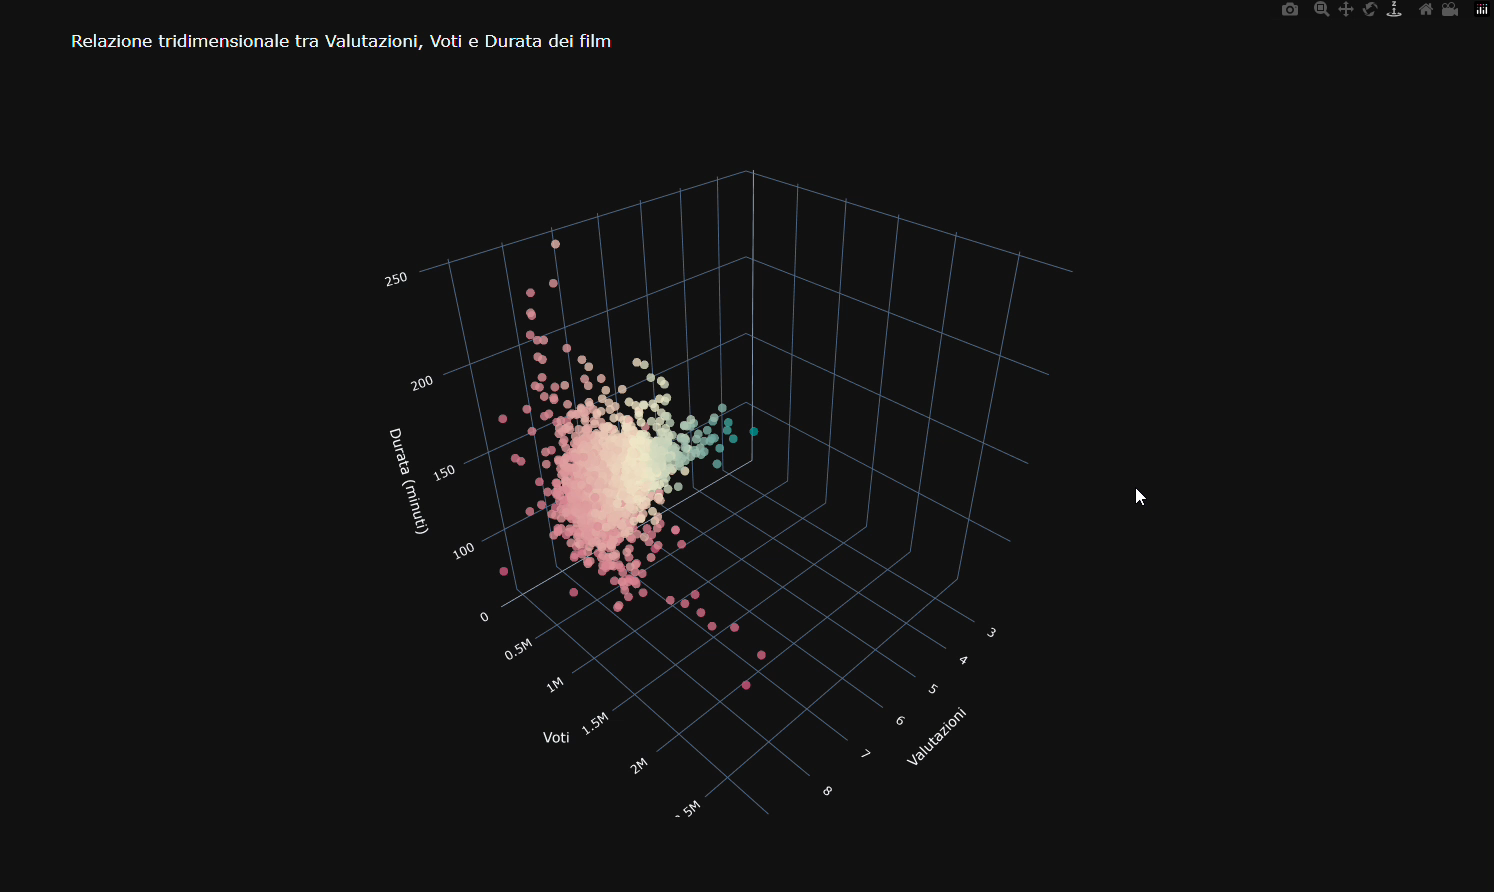 Relazione tridimensionale tra Valutazioni, Voti e Durata dei film
250
200
150
100
Durata (minuti)
0
0.5M
1M
1.5M
2M
Voti
3
4
5
6
7
8
Valutazioni